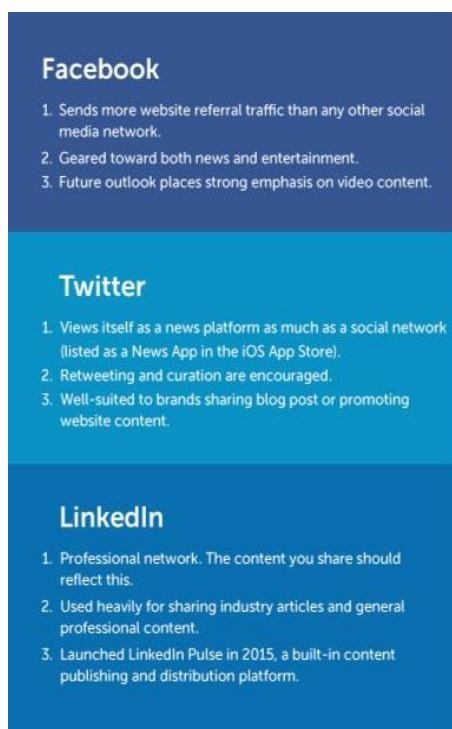 Facebook
1. Sends more website referral traffic than any other social
media network.
2. Geared toward both news and entertainment.
3. Future outlook places strong emphasis on video content.
Twitter
1. Views itself as a news platform as much as a social network
(listed as a News App in the iOS App Store).
2. Retweeting and curation are encouraged.
3. Well-suited to brands sharing blog post or promoting
website content.
LinkedIn
1. Professional network. The content you share should
reflect this.
2. Used heavily for sharing industry articles and general
professional content.
3. Launched LinkedIn Pulse in 2015, a built-in content
publishing and distribution platform.